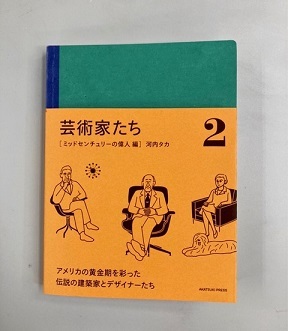 芸術家たち 2
[ミッドセンチュリーの偉人 編] 河内タカ
アメリカの黄金期を彩った
伝説の建築家とデザイナーたち
AKATSUKI PRESS